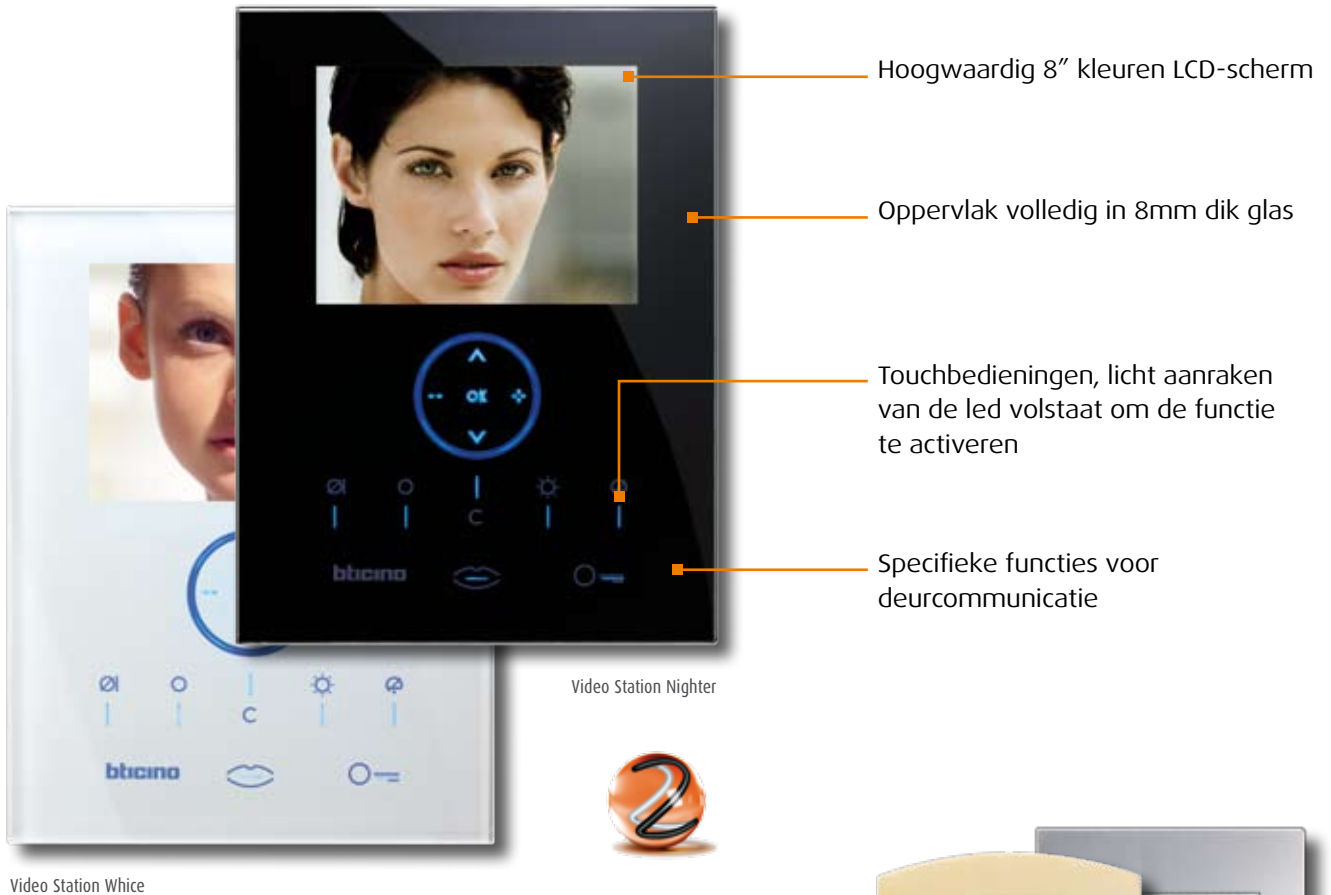 Hoogwaardig 8” kleuren LCD-scherm
Oppervlak volledig in 8mm dik glas
Touchbedieningen, licht aanraken
van de led volstaat om de functie
te activeren
Specifieke functies voor
deurcommunicatie
OK
C
bticino
Video Station Nighter
C
bticino
Video Station Whice
2